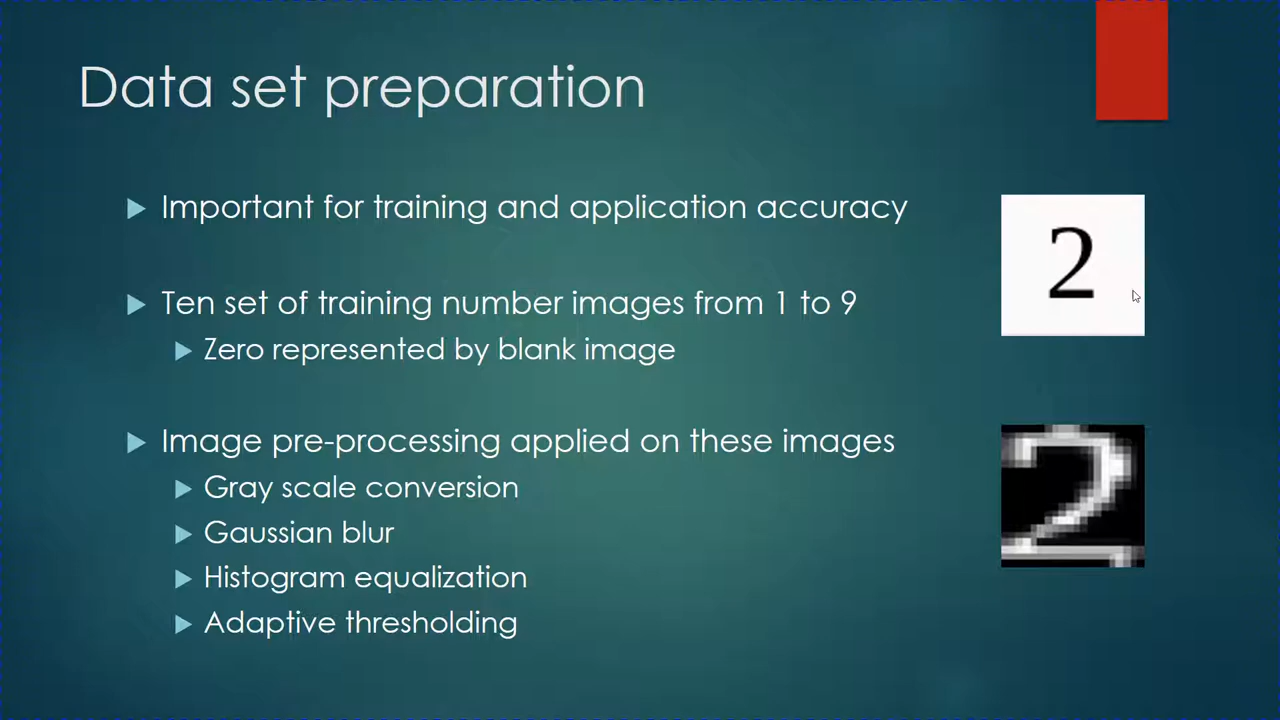 Data set preparation
Important for training and application accuracy
2
Ten set of training number images from 1 to 9
Zero represented by blank image
Image pre-processing applied on these images
2
Gray scale conversion
Gaussian blur
Histogram equalization
Adaptive thresholding